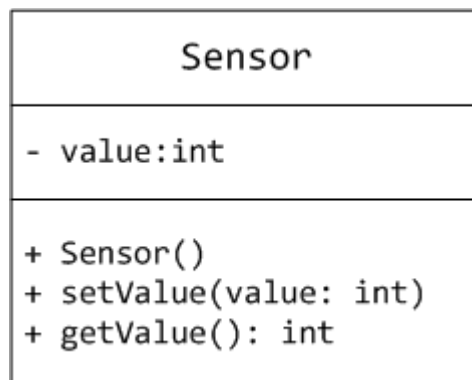 Sensor
- value:int
+ Sensor()
+ setValue(value: int)
+ getValue(): int